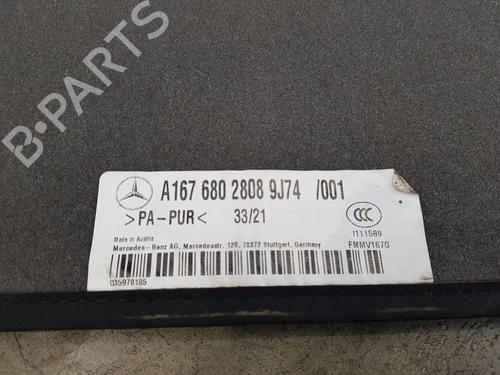 A167 680 2808 9J74 /001
>PA-PUR< 33/21
I111589
Made in Austria
Mercedes-Benz AG, Mercedesstr. 120, 70372 Stuttgart, Germany
FMMV167G
035970185
B-PARTS